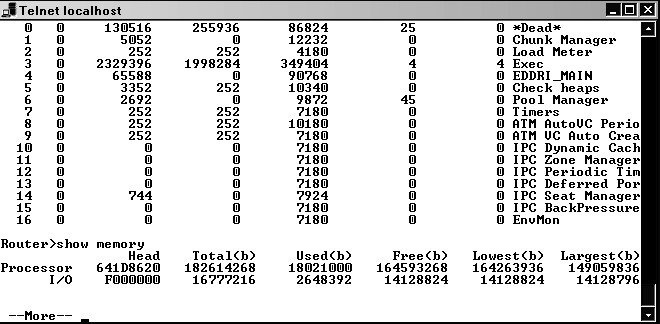 Telnet localhost
0 0 130516 255936 86824 25 0 *Dead*
1 0 5052 0 12232 0 0 Chunk Manager
2 0 252 252 4180 0 0 Load Meter
3 0 2329396 1998284 349404 4 4 Exec
4 0 65588 0 90768 0 0 EDDRI_MAIN
5 0 3352 252 10340 0 0 Check heaps
6 0 2692 0 9872 45 0 Pool Manager
7 0 252 252 7180 0 0 Timers
8 0 252 252 10180 0 0 ATM AutoVC Perio
9 0 252 252 7180 0 0 ATM VC Auto Crea
10 0 0 0 7180 0 0 IPC Dynamic Cach
11 0 0 0 7180 0 0 IPC Zone Manager
12 0 0 0 7180 0 0 IPC Periodic Tim
13 0 0 0 7180 0 0 IPC Deferred Por
14 0 744 0 7924 0 0 IPC Seat Manager
15 0 0 0 7180 0 0 IPC BackPressure
16 0 0 0 7180 0 0 EnvMon
Router>show memory
Head Total(b) Used(b) Free(b) Lowest(b) Largest(b)
Processor 641D8620 182614268 18021000 164593268 164263936 149059836
I/O F000000 16777216 2648392 14128824 14128824 14128796
--More--